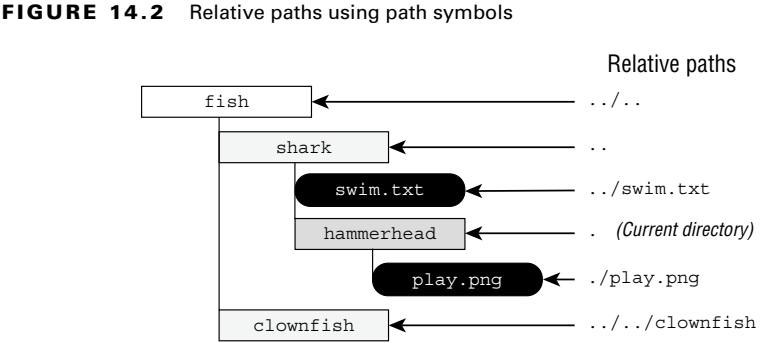 FIGURE 14.2 Relative paths using path symbols
Relative paths
fish ../..
shark ..
swim.txt ../swim.txt
hammerhead . (Current directory)
play.png ./play.png
clownfish ../../clownfish